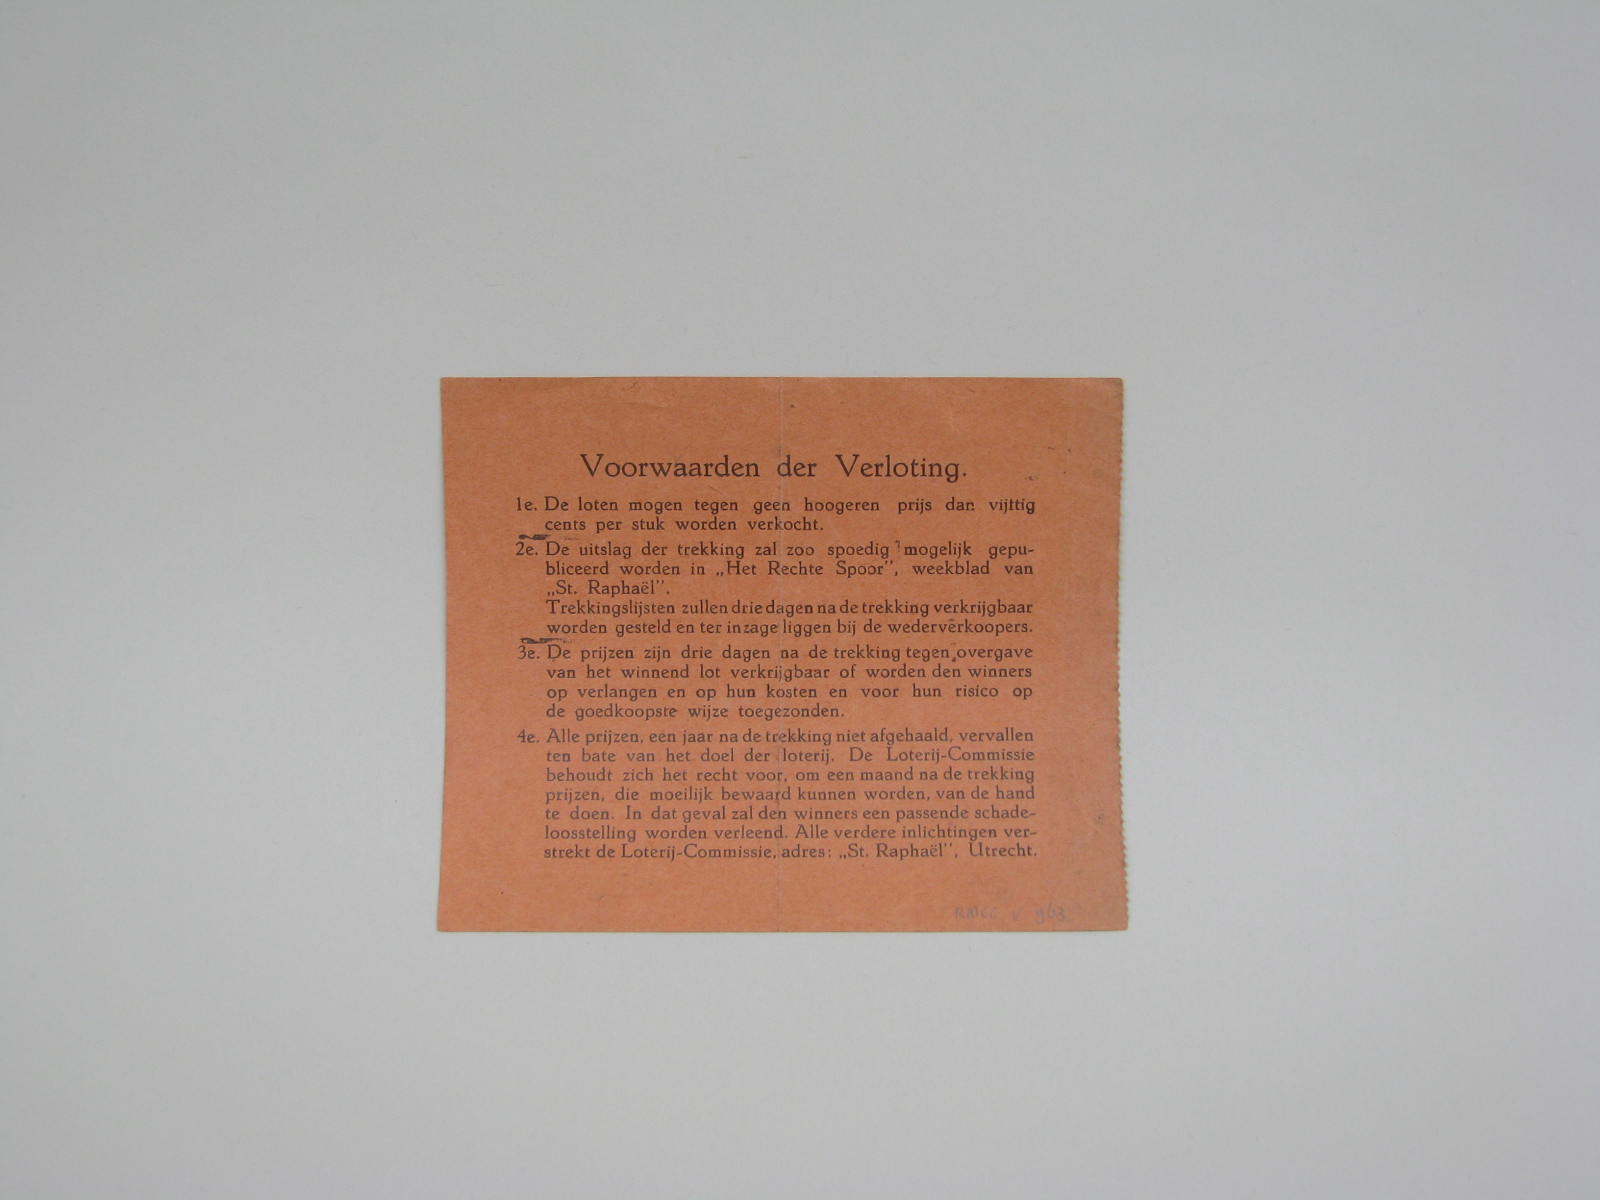 Voorwaarden der Verloting.
1e. De loten mogen tegen geen hoogeren prijs dan vijftig
cents per stuk worden verkocht.
2e. De uitslag der trekking zal zoo spoedig mogelijk gepu-
bliceerd worden in „Het Rechte Spoor”, weekblad van
„St. Raphaël”.
Trekkingslijsten zullen drie dagen na de trekking verkrijgbaar
worden gesteld en ter inzage liggen bij de wederverkoopers.
3e. De prijzen zijn drie dagen na de trekking tegen overgave
van het winnend lot verkrijgbaar of worden den winners
op verlangen en op hun kosten en voor hun risico op
de goedkoopste wijze toegezonden.
4e. Alle prijzen, een jaar na de trekking niet afgehaald, vervallen
ten bate van het doel der loterij. De Loterij-Commissie
behoudt zich het recht voor, om een maand na de trekking
prijzen, die moeilijk bewaard kunnen worden, van de hand
te doen. In dat geval zal den winners een passende schade-
loosstelling worden verleend. Alle verdere inlichtingen ver-
strekt de Loterij-Commissie, adres: „St. Raphaël”, Utrecht.
RMCC V 963